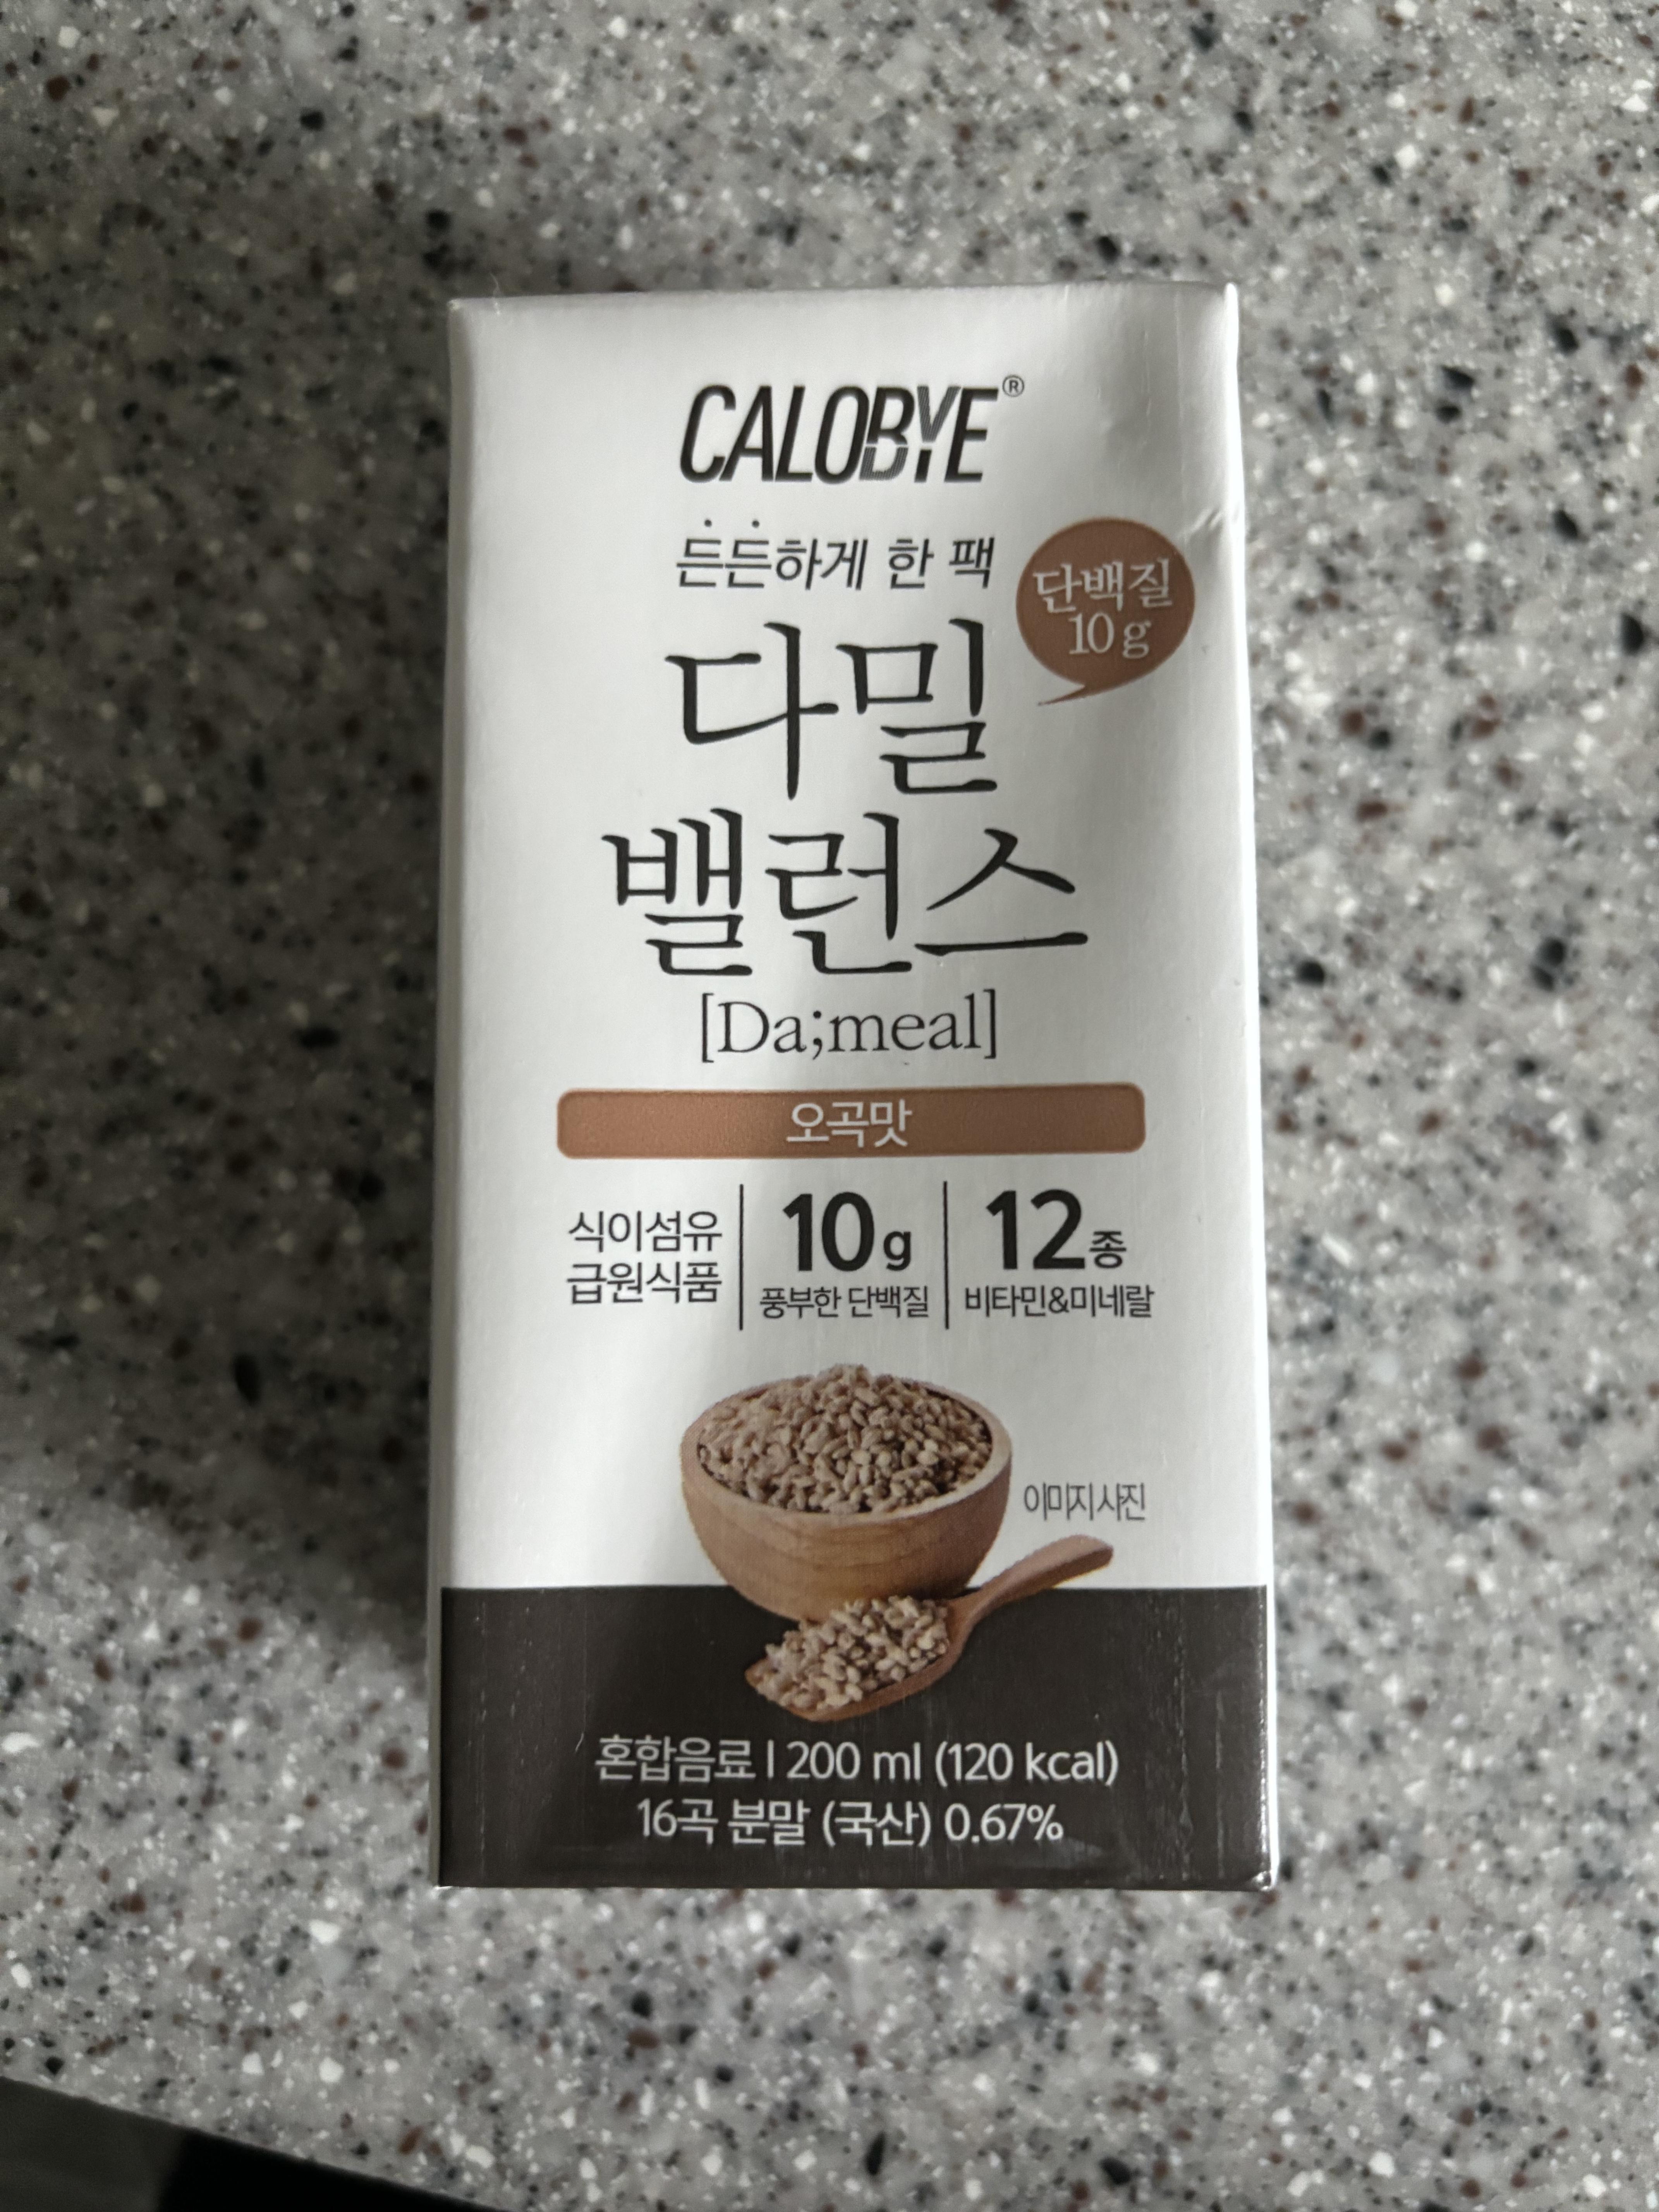 CALOBYE®
든든하게 한 팩
단백질
10 g
다밀
밸런스
[Da;meal]
오곡맛
식이섬유
급원식품
10 g
풍부한 단백질
12종
비타민&미네랄
이미지 사진
혼합음료 | 200 ml (120 kcal)
16곡 분말 (국산) 0.67%